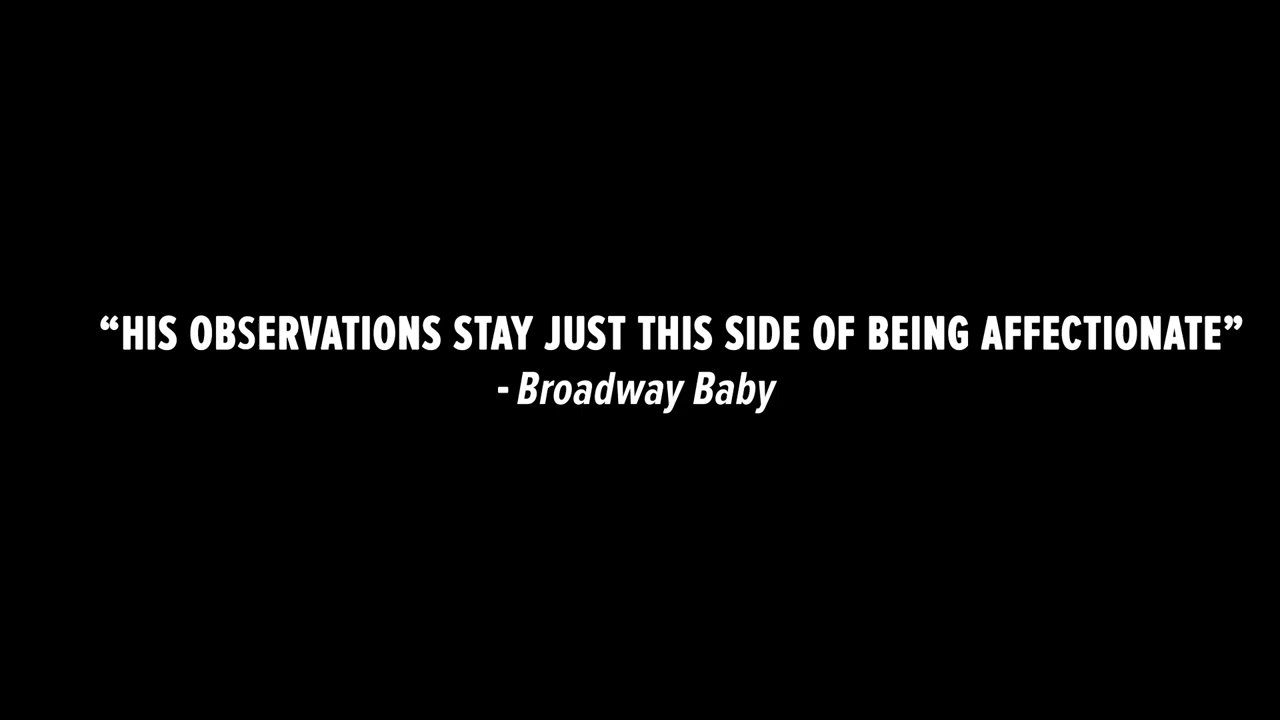 “HIS OBSERVATIONS STAY JUST THIS SIDE OF BEING AFFECTIONATE”
- Broadway Baby